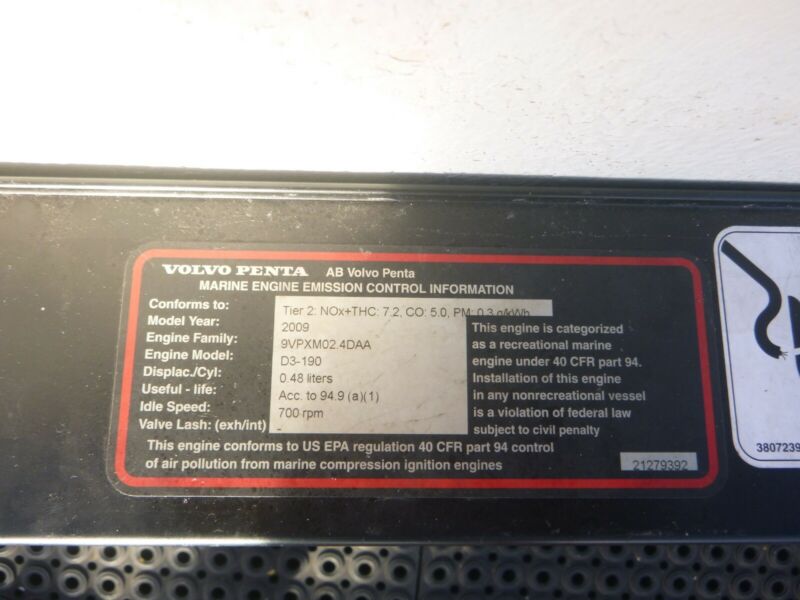 VOLVO PENTA AB Volvo Penta
MARINE ENGINE EMISSION CONTROL INFORMATION
Conforms to: Tier 2: NOx+THC: 7.2, CO: 5.0, PM: 0.3 g/kWh
Model Year: 2009
Engine Family: 9VPXM02.4DAA
Engine Model: D3-190
Displac./Cyl: 0.48 liters
Useful - life: Acc. to 94.9 (a)(1)
Idle Speed: 700 rpm
Valve Lash: (exh/int) -
This engine is categorized
as a recreational marine
engine under 40 CFR part 94.
Installation of this engine
in any nonrecreational vessel
is a violation of federal law
subject to civil penalty
This engine conforms to US EPA regulation 40 CFR part 94 control
of air pollution from marine compression ignition engines
21279392
3807239